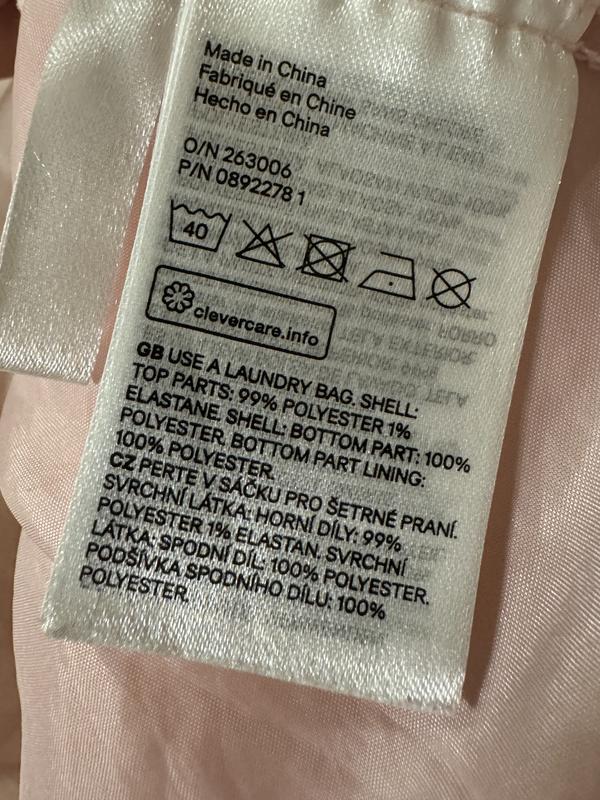 Made in China
Fabriqué en Chine
Hecho en China
O/N 263006
P/N 0892278 1
40
clevercare.info
GB USE A LAUNDRY BAG. SHELL:
TOP PARTS: 99% POLYESTER 1%
ELASTANE. SHELL: BOTTOM PART: 100%
POLYESTER. BOTTOM PART LINING:
100% POLYESTER.
CZ PERTE V SÁČKU PRO ŠETRNÉ PRANÍ.
SVRCHNÍ LÁTKA: HORNÍ DÍLY: 99%
POLYESTER 1% ELASTAN. SVRCHNÍ
LÁTKA: SPODNÍ DÍL: 100% POLYESTER.
PODŠÍVKA SPODNÍHO DÍLU: 100%
POLYESTER.